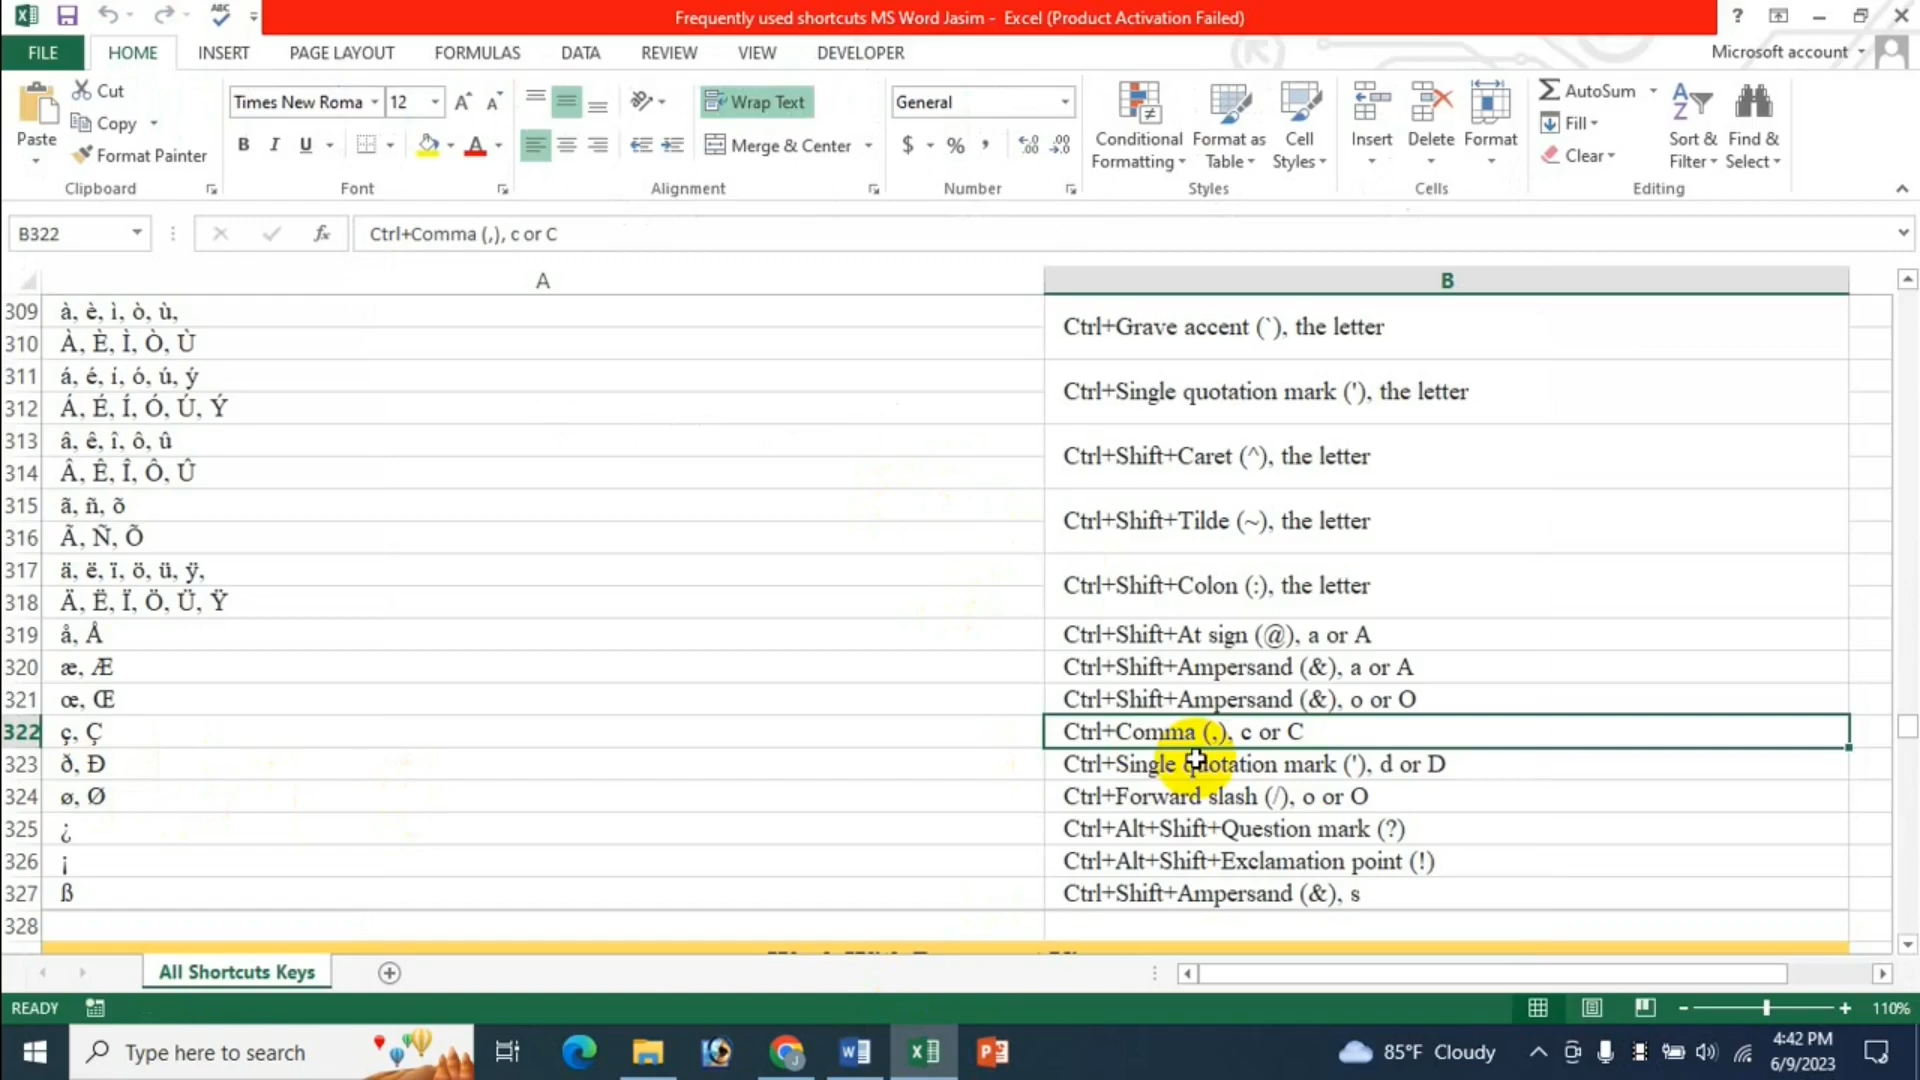 ABC
Frequently used shortcuts MS Word Jasim - Excel (Product Activation Failed)
?
FILE HOME INSERT PAGE LAYOUT FORMULAS DATA REVIEW VIEW DEVELOPER Microsoft account
Paste
Cut
Copy
Format Painter
Clipboard
Times New Roma 12
B I U
Font
Wrap Text
Merge & Center
Alignment
General
$ % ,
Number
Conditional Formatting
Format as Table
Cell Styles
Styles
Insert Delete Format
Cells
AutoSum
Fill
Clear
Sort & Filter
Find & Select
Editing
B322 fx Ctrl+Comma (,), c or C
A B
309 à, è, ì, ò, ù,
310 À, È, Ì, Ò, Ù
Ctrl+Grave accent (`), the letter
311 á, é, í, ó, ú, ý
312 Á, É, Í, Ó, Ú, Ý
Ctrl+Single quotation mark ('), the letter
313 â, ê, î, ô, û
314 Â, Ê, Î, Ô, Û
Ctrl+Shift+Caret (^), the letter
315 ã, ñ, õ
316 Ã, Ñ, Õ
Ctrl+Shift+Tilde (~), the letter
317 ä, ë, ï, ö, ü, ÿ,
318 Ä, Ë, Ï, Ö, Ü, Ÿ
Ctrl+Shift+Colon (:), the letter
319 å, Å Ctrl+Shift+At sign (@), a or A
320 æ, Æ Ctrl+Shift+Ampersand (&), a or A
321 œ, Œ Ctrl+Shift+Ampersand (&), o or O
322 ç, Ç Ctrl+Comma (,), c or C
323 ð, Ð Ctrl+Single quotation mark ('), d or D
324 ø, Ø Ctrl+Forward slash (/), o or O
325 ¿ Ctrl+Alt+Shift+Question mark (?)
326 ¡ Ctrl+Alt+Shift+Exclamation point (!)
327 ß Ctrl+Shift+Ampersand (&), s
328
All Shortcuts Keys
READY 110%
Type here to search
85°F Cloudy
4:42 PM
6/9/2023